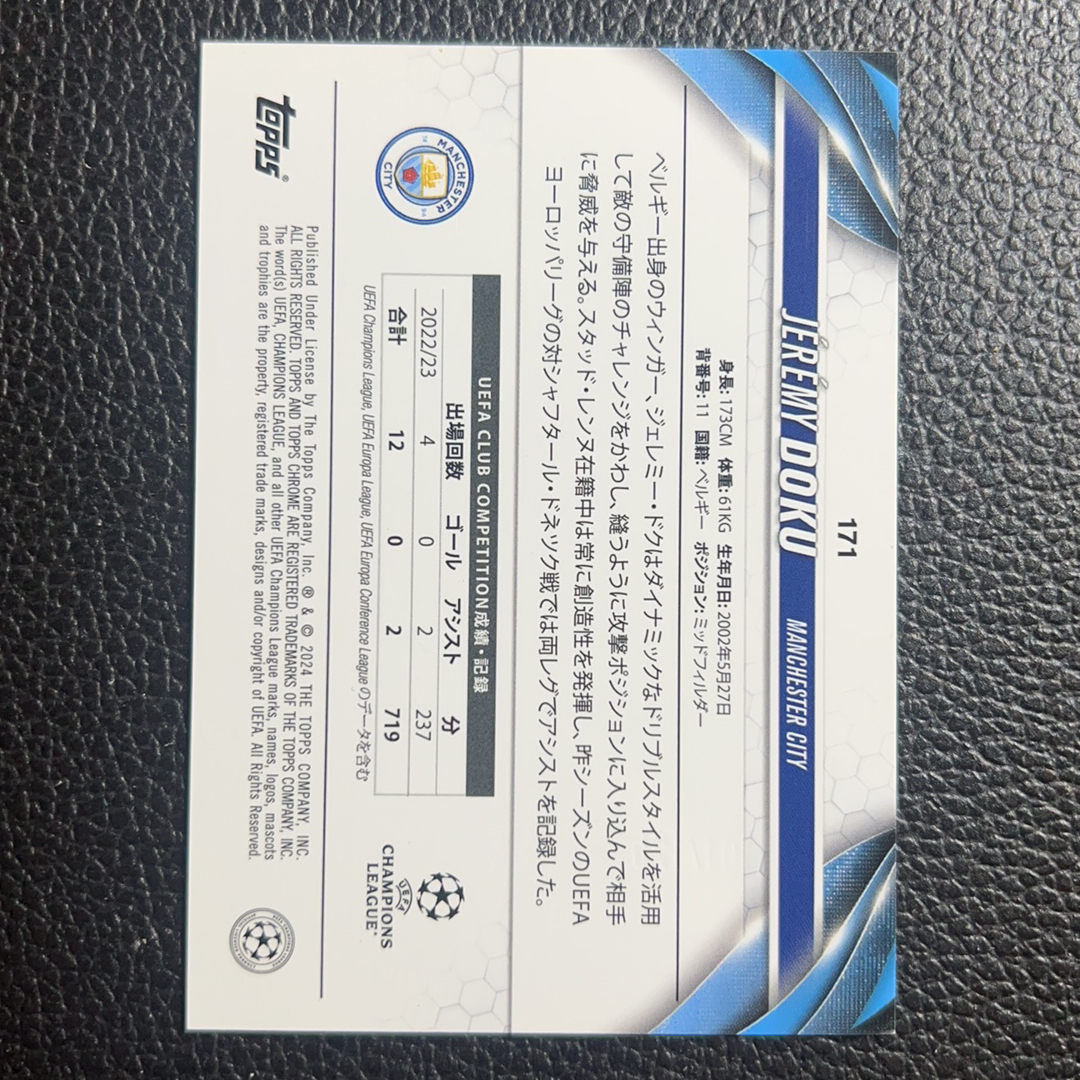 171
JEREMY DOKU MANCHESTER CITY
身長: 173CM 体重: 61KG 生年月日: 2002年5月27日
背番号: 11 国籍: ベルギー ポジション: ミッドフィルダー
ベルギー出身のウィンガー、ジェレミー・ドクはダイナミックなドリブルスタイルを活用
して敵の守備陣のチャレンジをかわし、縫うように攻撃ポジションに入り込んで相手
に脅威を与える。スタッド・レンヌ在籍中は常に創造性を発揮し、昨シーズンのUEFA
ヨーロッパリーグの対シャフタール・ドネツク戦では両レグでアシストを記録した。
MANCHESTER CITY
18 94
UEFA CLUB COMPETITION成績・記録
出場回数 ゴール アシスト 分
2022/23 4 0 2 237
合計 12 0 2 719
UEFA Champions League, UEFA Europa League, UEFA Europa Conference League のデータを含む
UEFA
CHAMPIONS
LEAGUE
topps®
Published Under License by The Topps Company, Inc. ® & © 2024 THE TOPPS COMPANY, INC.
ALL RIGHTS RESERVED. TOPPS AND TOPPS CHROME ARE REGISTERED TRADEMARKS OF THE TOPPS COMPANY, INC.
The word(s) UEFA, CHAMPIONS LEAGUE, and all other UEFA Champions League marks, names, logos, mascots
and trophies are the property, registered trade marks, designs and/or copyright of UEFA. All Rights Reserved.